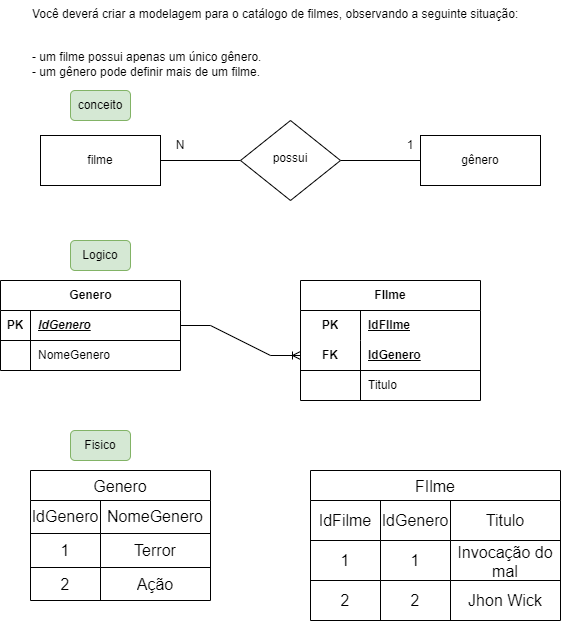 Você deverá criar a modelagem para o catálogo de filmes, observando a seguinte situação:
- um filme possui apenas um único gênero.
- um gênero pode definir mais de um filme.
conceito
filme
N
possui
1
gênero
Logico
Genero
PK IdGenero
NomeGenero
FIlme
PK IdFIlme
FK IdGenero
Titulo
Fisico
Genero
IdGenero NomeGenero
1 Terror
2 Ação
FIlme
IdFilme IdGenero Titulo
1 1 Invocação do
mal
2 2 Jhon Wick